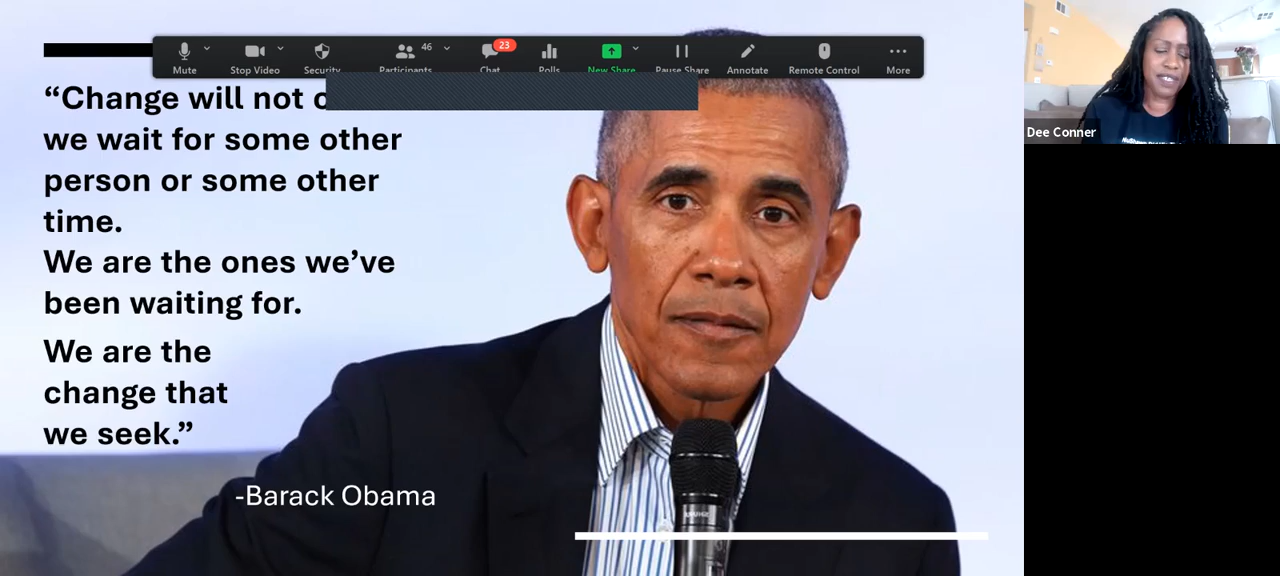 46
23
Mute
Stop Video
Security
Participants
Chat
Polls
New Share
Pause Share
Annotate
Remote Control
More
“Change will not
we wait for some other
person or some other
time.
We are the ones we’ve
been waiting for.
We are the
change that
we seek.”
-Barack Obama
Dee Conner